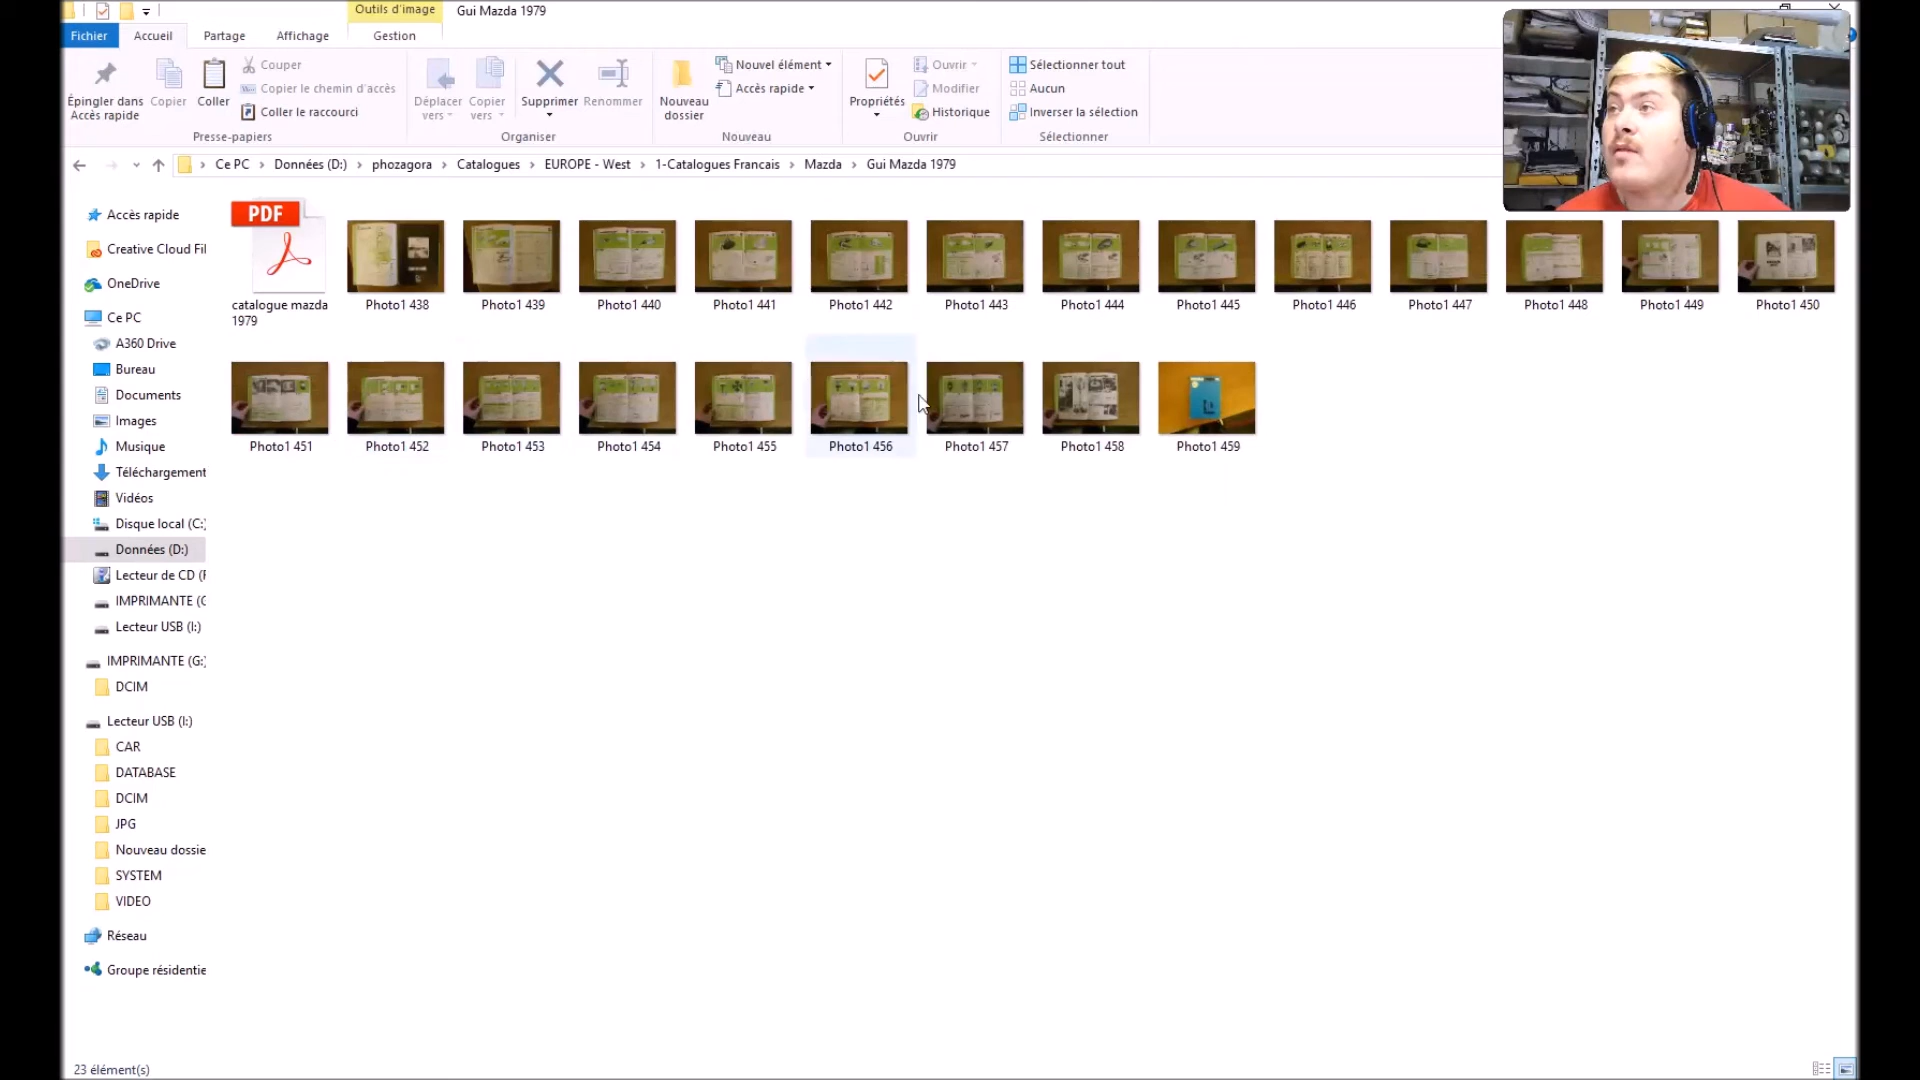 Outils d'image
Gui Mazda 1979
Fichier
Accueil
Partage
Affichage
Gestion
Épingler dans
Accès rapide
Copier
Coller
Couper
Copier le chemin d'accès
Coller le raccourci
Presse-papiers
Déplacer
vers
Copier
vers
Supprimer
Renommer
Organiser
Nouveau
dossier
Nouvel élément
Accès rapide
Nouveau
Propriétés
Ouvrir
Modifier
Historique
Ouvrir
Sélectionner tout
Aucun
Inverser la sélection
Sélectionner
Ce PC > Données (D:) > phozagora > Catalogues > EUROPE - West > 1-Catalogues Francais > Mazda > Gui Mazda 1979
Accès rapide
Creative Cloud Fil
OneDrive
Ce PC
A360 Drive
Bureau
Documents
Images
Musique
Téléchargement
Vidéos
Disque local (C:
Données (D:)
Lecteur de CD (F
IMPRIMANTE (G
Lecteur USB (I:)
IMPRIMANTE (G:)
DCIM
Lecteur USB (I:)
CAR
DATABASE
DCIM
JPG
Nouveau dossie
SYSTEM
VIDEO
Réseau
Groupe résidentie
PDF
catalogue mazda
1979
Photo1 438
Photo1 439
Photo1 440
Photo1 441
Photo1 442
Photo1 443
Photo1 444
Photo1 445
Photo1 446
Photo1 447
Photo1 448
Photo1 449
Photo1 450
Photo1 451
Photo1 452
Photo1 453
Photo1 454
Photo1 455
Photo1 456
Photo1 457
Photo1 458
Photo1 459
23 élément(s)